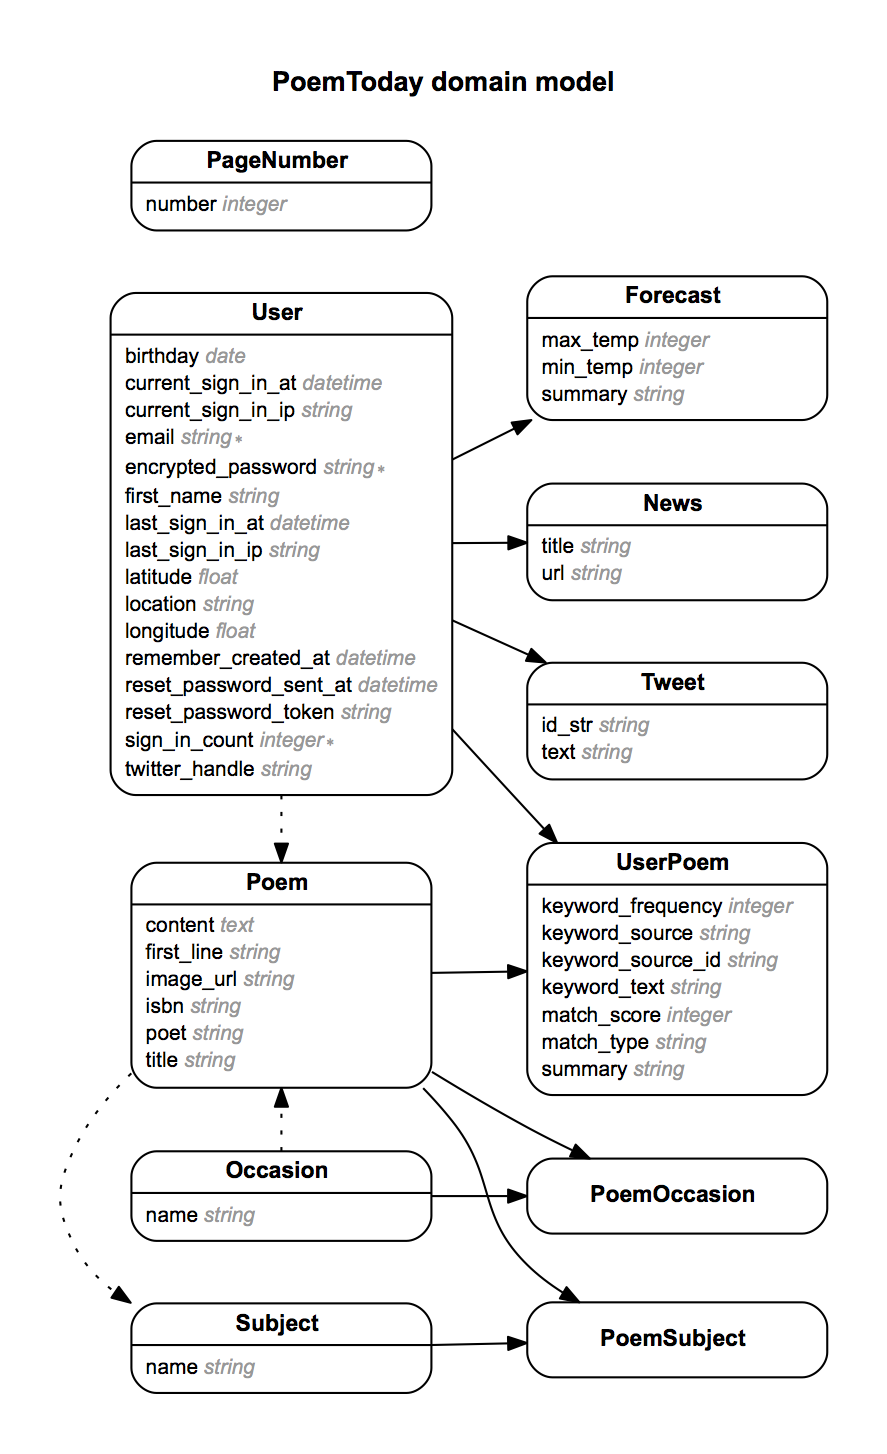 PoemToday domain model
PageNumber
number integer
User
birthday date
current_sign_in_at datetime
current_sign_in_ip string
email string *
encrypted_password string *
first_name string
last_sign_in_at datetime
last_sign_in_ip string
latitude float
location string
longitude float
remember_created_at datetime
reset_password_sent_at datetime
reset_password_token string
sign_in_count integer *
twitter_handle string
Forecast
max_temp integer
min_temp integer
summary string
News
title string
url string
Tweet
id_str string
text string
UserPoem
keyword_frequency integer
keyword_source string
keyword_source_id string
keyword_text string
match_score integer
match_type string
summary string
Poem
content text
first_line string
image_url string
isbn string
poet string
title string
Occasion
name string
PoemOccasion
Subject
name string
PoemSubject